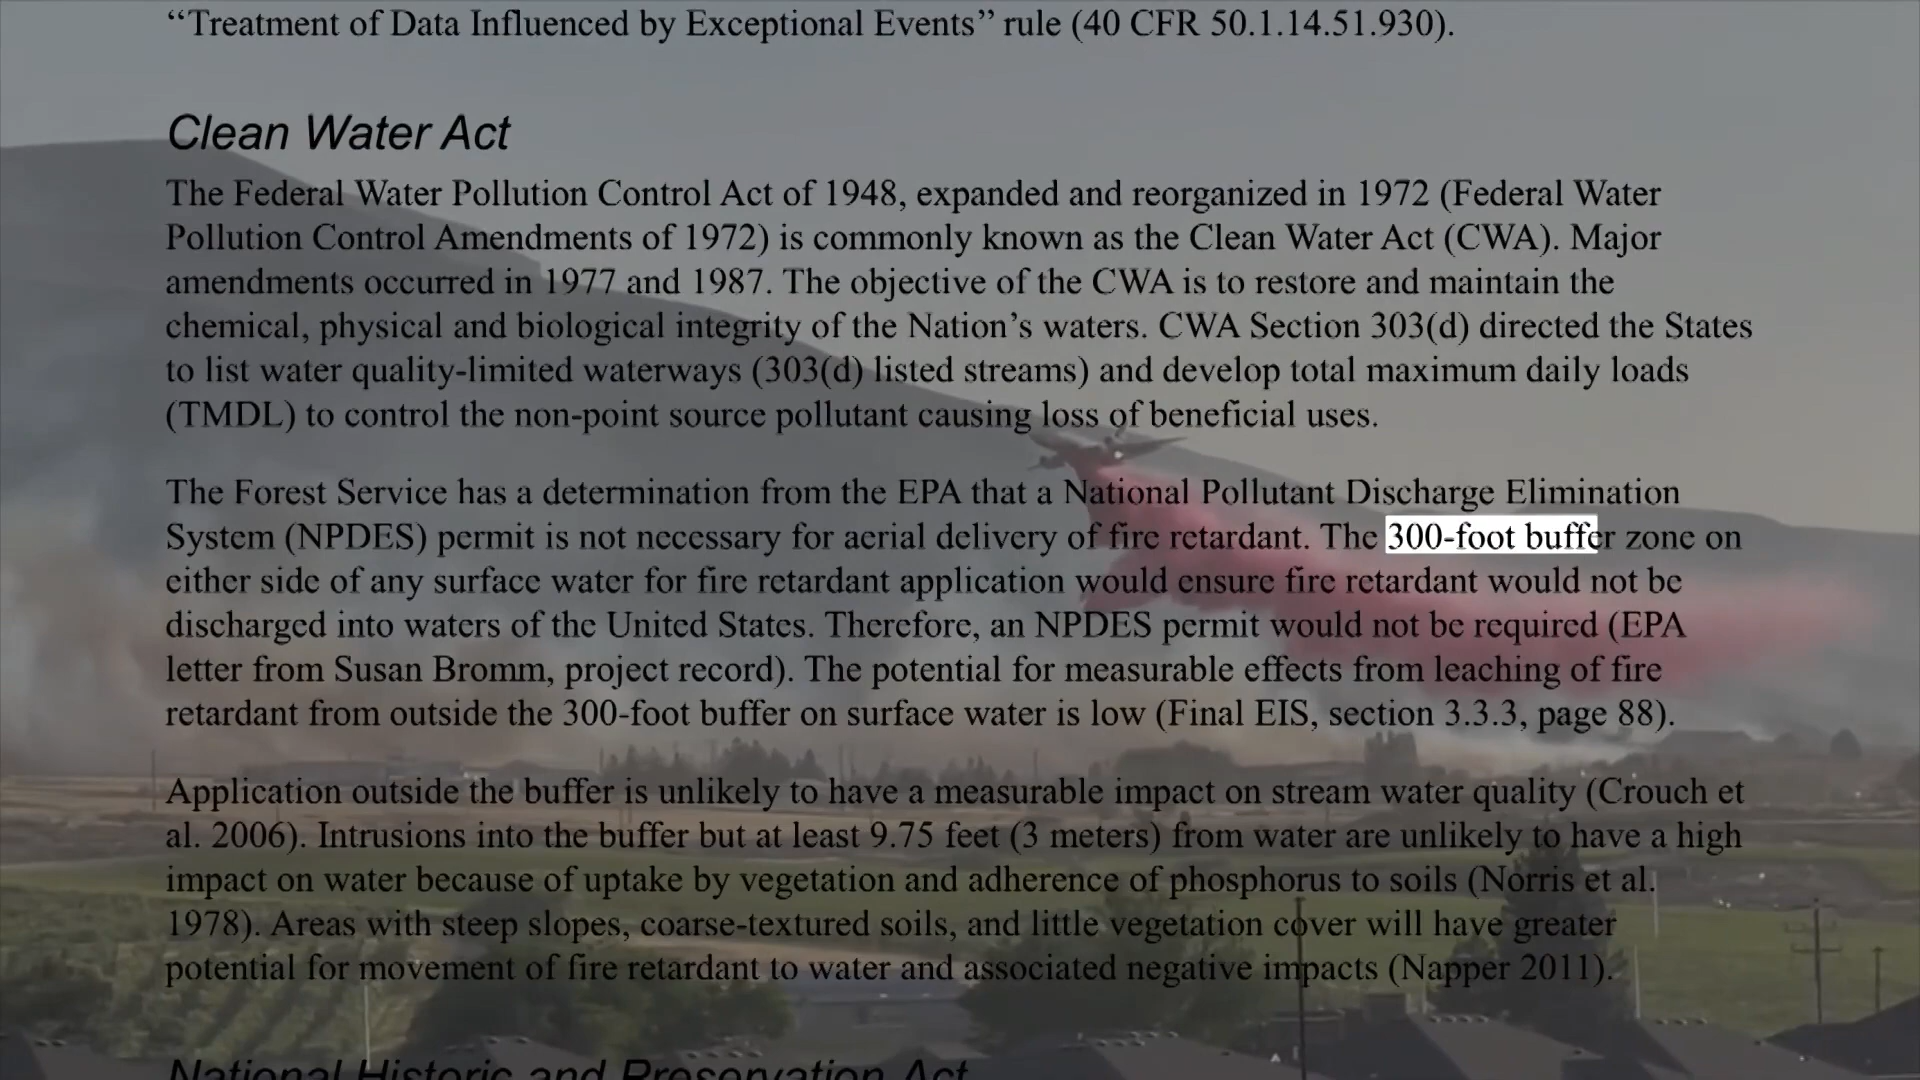 “Treatment of Data Influenced by Exceptional Events” rule (40 CFR 50.1.14.51.930).
Clean Water Act
The Federal Water Pollution Control Act of 1948, expanded and reorganized in 1972 (Federal Water
Pollution Control Amendments of 1972) is commonly known as the Clean Water Act (CWA). Major
amendments occurred in 1977 and 1987. The objective of the CWA is to restore and maintain the
chemical, physical and biological integrity of the Nation’s waters. CWA Section 303(d) directed the States
to list water quality-limited waterways (303(d) listed streams) and develop total maximum daily loads
(TMDL) to control the non-point source pollutant causing loss of beneficial uses.
The Forest Service has a determination from the EPA that a National Pollutant Discharge Elimination
System (NPDES) permit is not necessary for aerial delivery of fire retardant. The 300-foot buffer zone on
either side of any surface water for fire retardant application would ensure fire retardant would not be
discharged into waters of the United States. Therefore, an NPDES permit would not be required (EPA
letter from Susan Bromm, project record). The potential for measurable effects from leaching of fire
retardant from outside the 300-foot buffer on surface water is low (Final EIS, section 3.3.3, page 88).
Application outside the buffer is unlikely to have a measurable impact on stream water quality (Crouch et
al. 2006). Intrusions into the buffer but at least 9.75 feet (3 meters) from water are unlikely to have a high
impact on water because of uptake by vegetation and adherence of phosphorus to soils (Norris et al.
1978). Areas with steep slopes, coarse-textured soils, and little vegetation cover will have greater
potential for movement of fire retardant to water and associated negative impacts (Napper 2011).
National Historic and Preservation Act